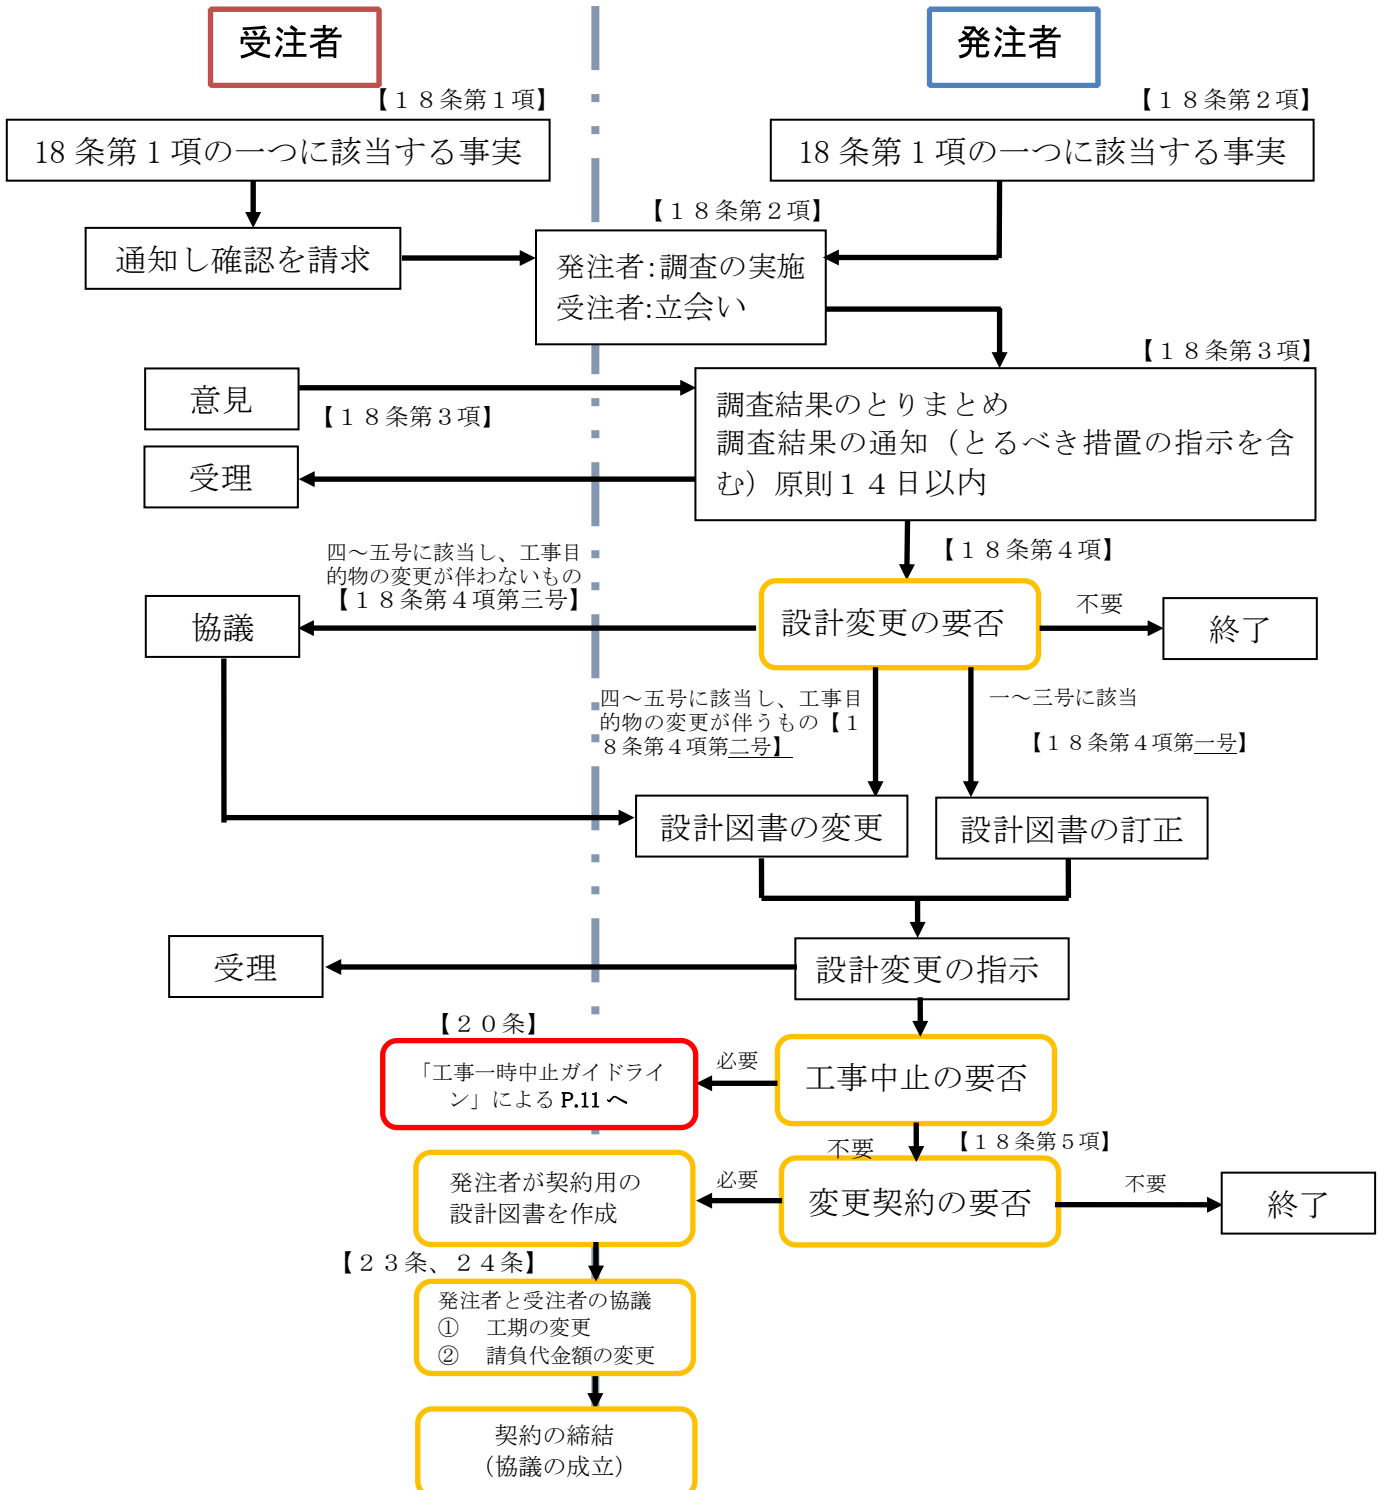 受注者
発注者
【１８条第１項】
【１８条第２項】
18 条第 1 項の一つに該当する事実
18 条第 1 項の一つに該当する事実
【１８条第２項】
通知し確認を請求
発注者：調査の実施
受注者:立会い
【１８条第３項】
意見
【１８条第３項】
調査結果のとりまとめ
調査結果の通知（とるべき措置の指示を含
む）原則１４日以内
受理
【１８条第４項】
四～五号に該当し、工事目
的物の変更が伴わないもの
【１８条第４項第三号】
協議
設計変更の要否
不要
終了
四～五号に該当し、工事目
的物の変更が伴うもの【１
８条第４項第二号】
一～三号に該当
【１８条第４項第一号】
設計図書の変更
設計図書の訂正
受理
設計変更の指示
【２０条】
「工事一時中止ガイドライ
ン」による P.11 へ
必要
工事中止の要否
不要
【１８条第５項】
発注者が契約用の
設計図書を作成
必要
変更契約の要否
不要
終了
【２３条、２４条】
発注者と受注者の協議
①　工期の変更
②　請負代金額の変更
契約の締結
（協議の成立）